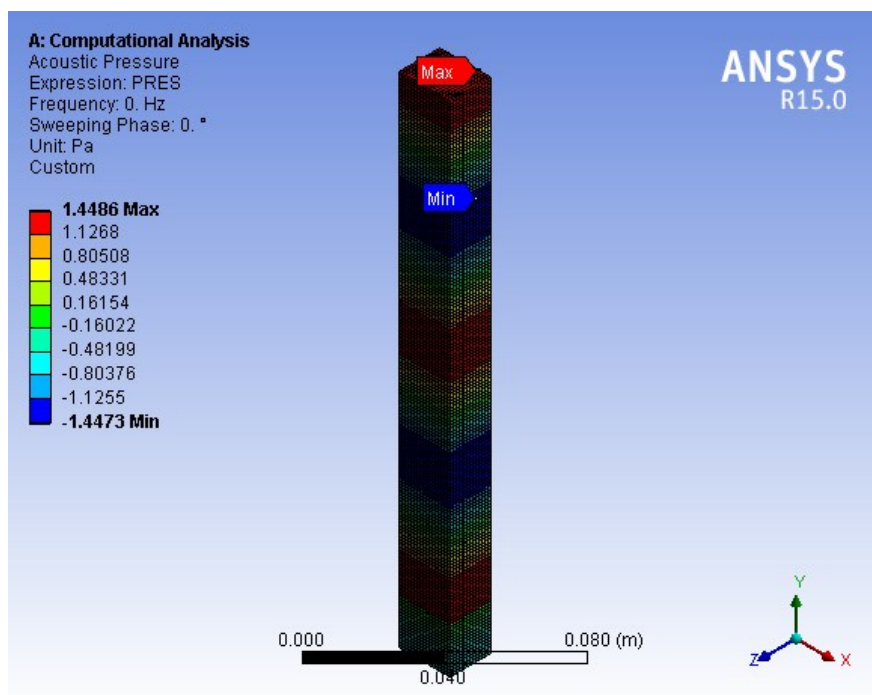 A: Computational Analysis
Acoustic Pressure
Expression: PRES
Frequency: 0. Hz
Sweeping Phase: 0. °
Unit: Pa
Custom
1.4486 Max
1.1268
0.80508
0.48331
0.16154
-0.16022
-0.48199
-0.80376
-1.1255
-1.4473 Min
Max
Min
ANSYS
R15.0
0.000
0.080 (m)
0.040
Y
Z
X